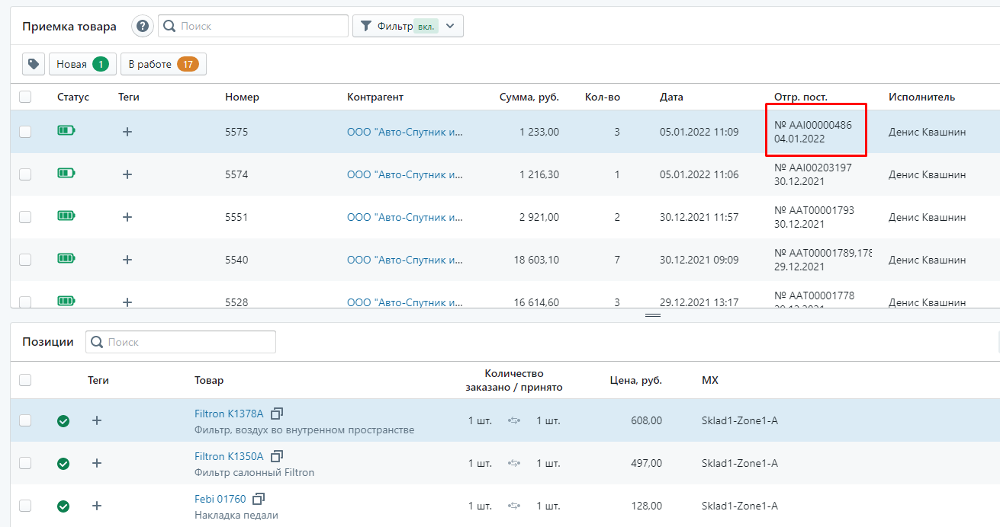 Приемка товара ? Поиск Фильтр вкл.
Новая 1 В работе 17
Статус Теги Номер Контрагент Сумма, руб. Кол-во Дата Отгр. пост. Исполнитель
5575 ООО "Авто-Спутник и... 1 233,00 3 05.01.2022 11:09 № AAI00000486 Денис Квашнин
04.01.2022
5574 ООО "Авто-Спутник и... 1 216,30 1 05.01.2022 11:06 № AAI00203197 Денис Квашнин
30.12.2021
5551 ООО "Авто-Спутник и... 2 921,00 2 30.12.2021 11:57 № AAT00001793 Денис Квашнин
30.12.2021
5540 ООО "Авто-Спутник и... 18 603,10 7 30.12.2021 09:09 № AAT00001789,178 Денис Квашнин
29.12.2021
5528 ООО "Авто-Спутник и... 16 614,60 3 29.12.2021 13:17 № AAT00001778 Денис Квашнин
Позиции Поиск
Теги Товар Количество заказано / принято Цена, руб. МХ
Filtron K1378A 1 шт. 1 шт. 608,00 Sklad1-Zone1-A
Фильтр, воздух во внутренном пространстве
Filtron K1350A 1 шт. 1 шт. 497,00 Sklad1-Zone1-A
Фильтр салонный Filtron
Febi 01760 1 шт. 1 шт. 128,00 Sklad1-Zone1-A
Накладка педали